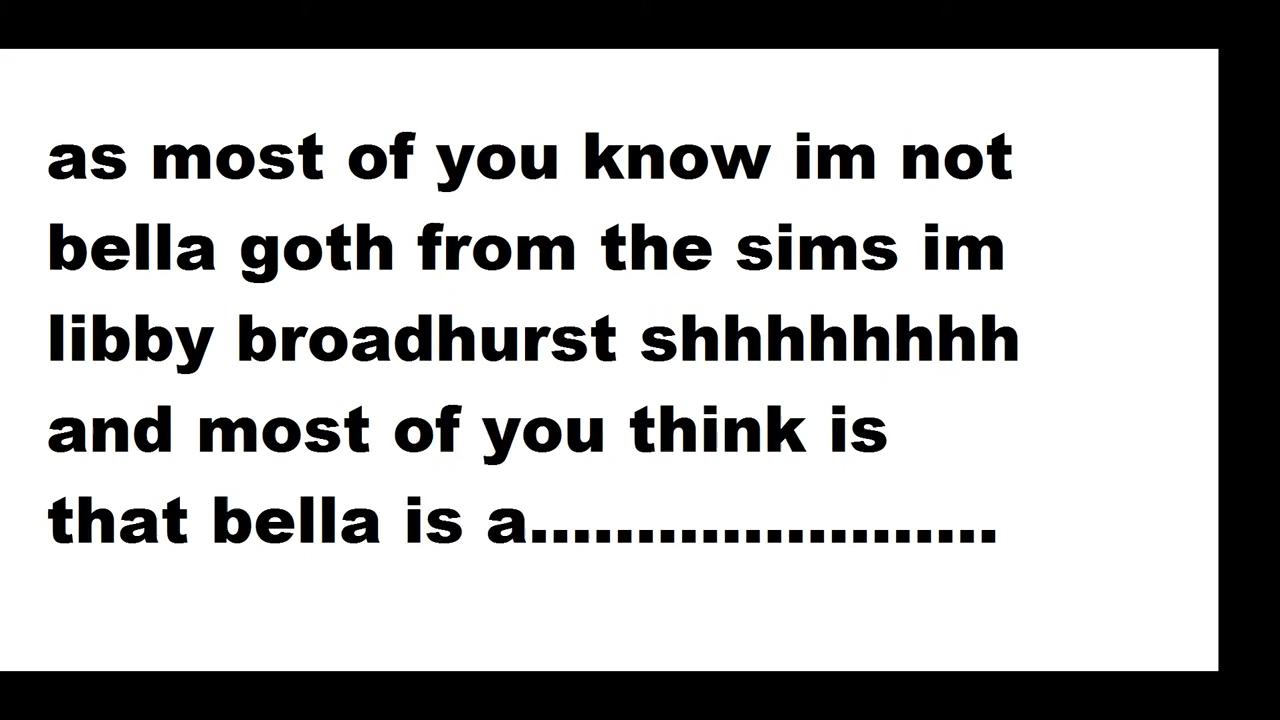 as most of you know im not
bella goth from the sims im
libby broadhurst shhhhhhhh
and most of you think is
that bella is a......................